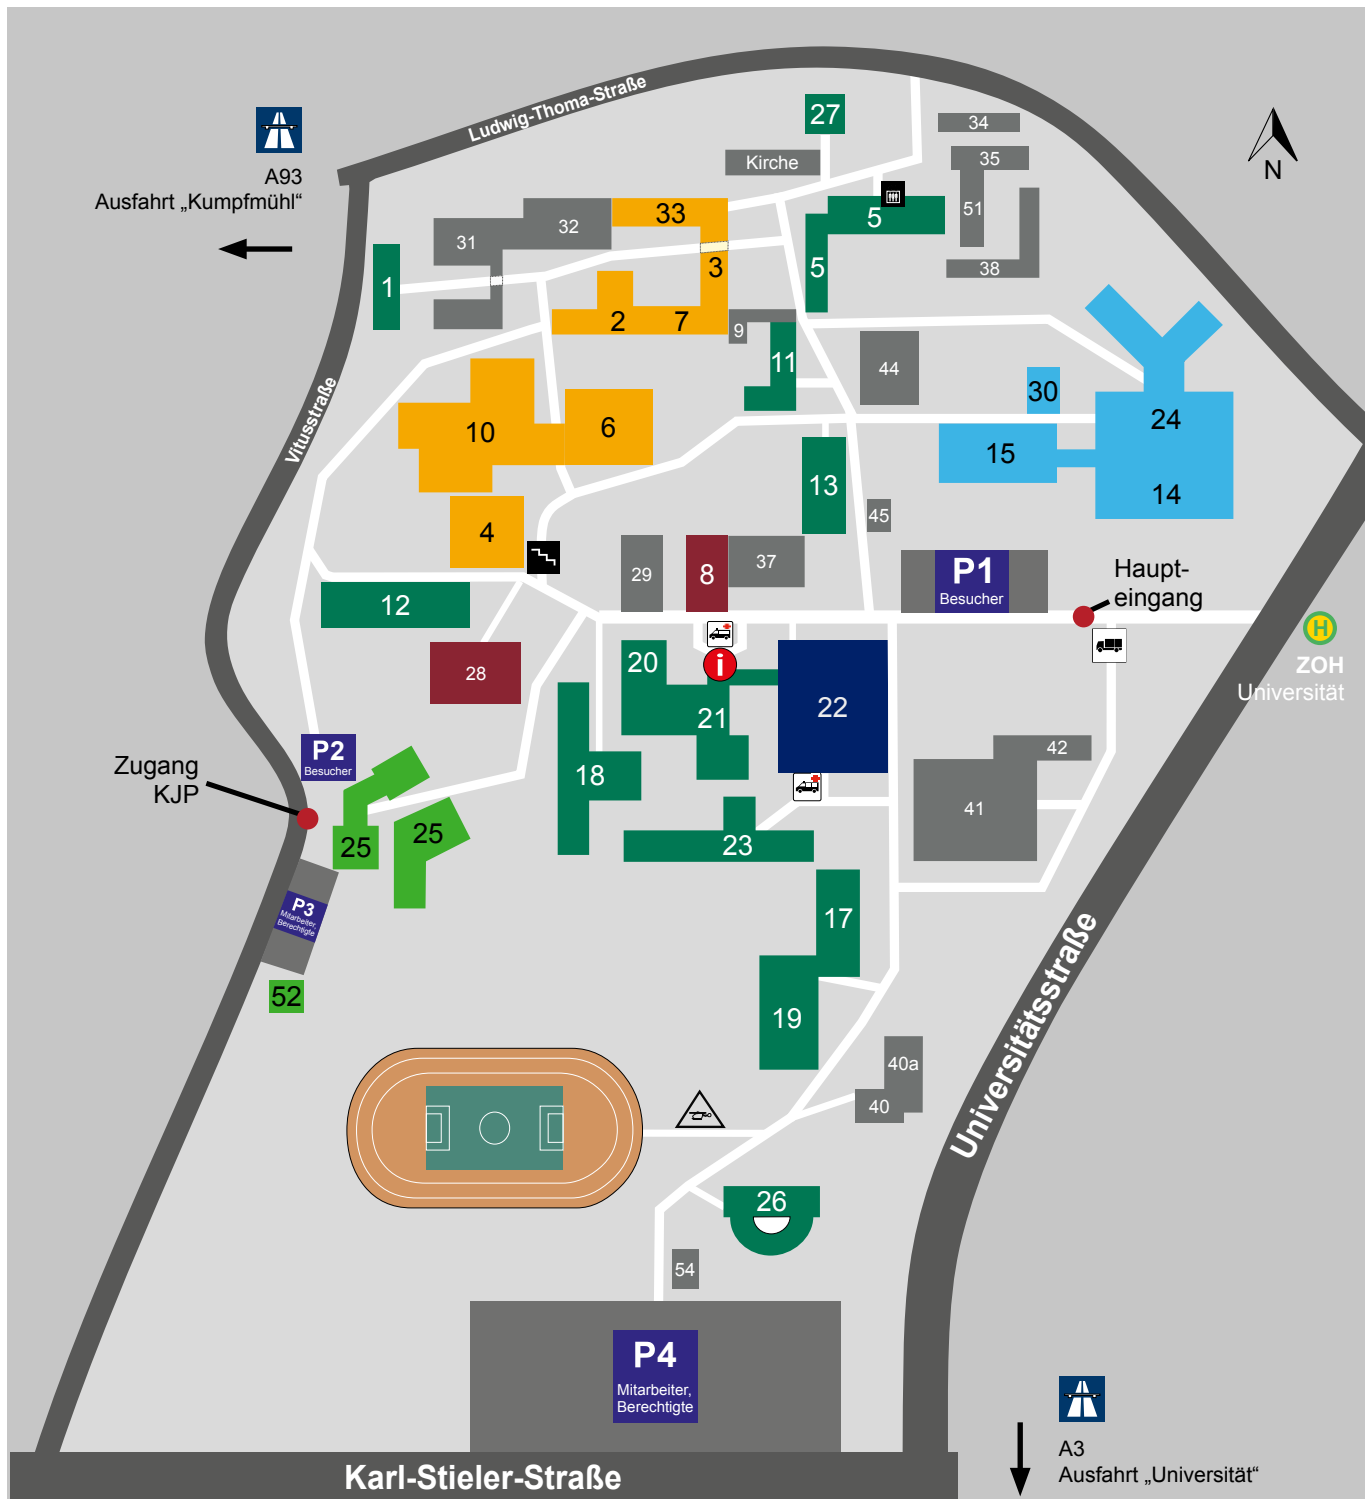 Ludwig-Thoma-Straße
A93
Ausfahrt „Kumpfmühl“
N
27
34
Kirche
35
33
32
31
5
51
5
38
3
1
2
7
9
11
44
30
24
10
6
15
14
13
45
4
Vitusstraße
29
8
37
P1
Besucher
Haupt-
eingang
12
H
ZOH
Universität
28
20
i
21
22
P2
Besucher
Zugang
KJP
18
42
41
25
25
23
P3
Mitarbeiter,
Berechtigte
17
52
19
Universitätsstraße
40a
40
26
54
P4
Mitarbeiter,
Berechtigte
A3
Ausfahrt „Universität“
Karl-Stieler-Straße